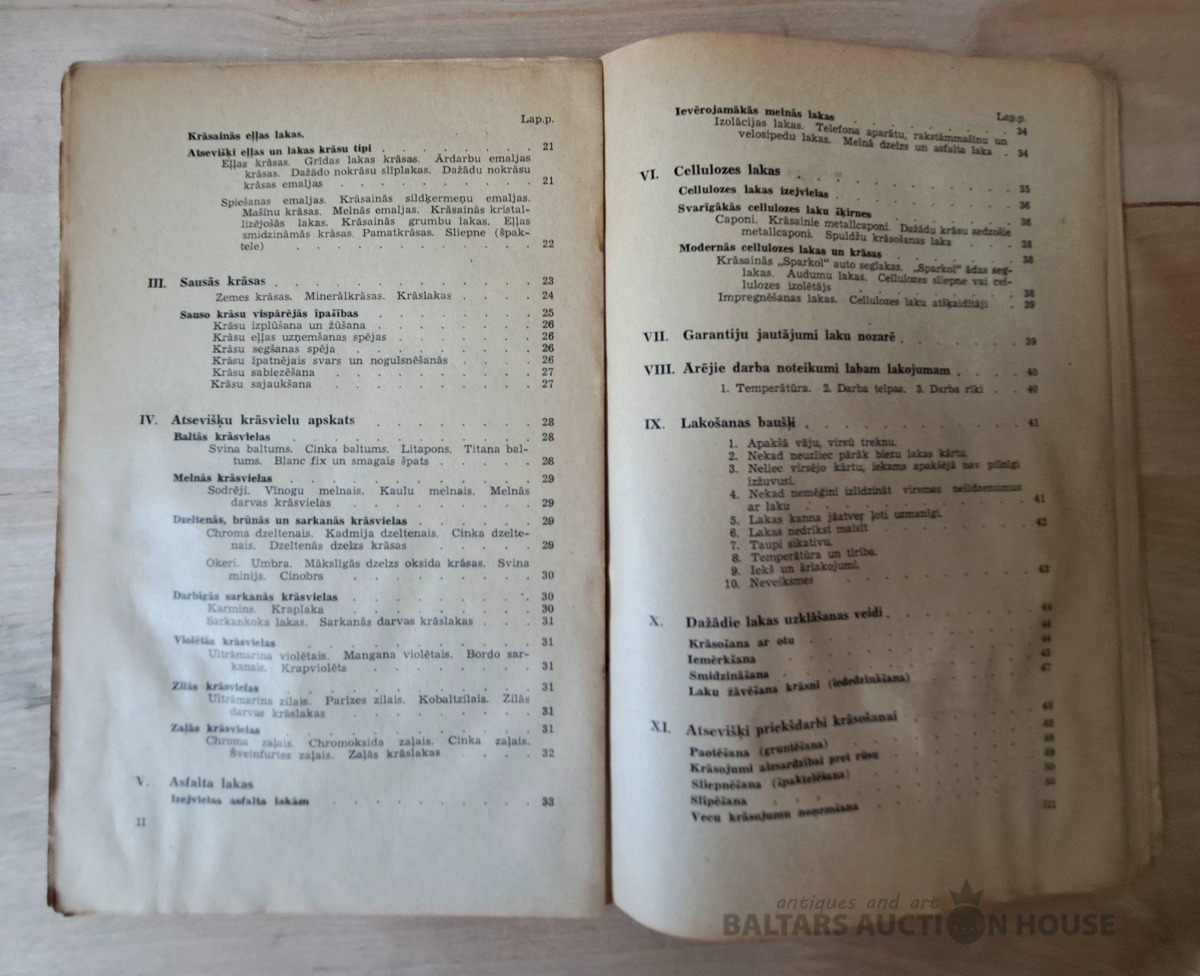 Lap.p.
Krāsainās eļļas lakas.
Atsevišķi eļļas un lakas krāsu tipi . . . . . . . 21
Eļļas krāsas. Grīdas lakas krāsas. Ārdarbu emaljas
krāsas. Dažādo nokrāsu slīplakas. Dažādu nokrāsu
krāsas emaljas . . . . . . . . 21
Spiešanas emaljas. Krāsainās sildķermeņu emaljas.
Mašīnu krāsas. Melnās emaljas. Krāsainās kristal-
lizējošās lakas. Krāsainās grumbu lakas. Eļļas
smidzināmās krāsas. Pamatkrāsas. Sliepne (špak-
tele) . . . . . . . . . . 22
III. Sausās krāsas . . . . . . . . . . 23
Zemes krāsas. Minerālkrāsas. Krāslakas . . . . 24
Sauso krāsu vispārējās īpašības . . . . . . . 25
Krāsu izplūšana un žūšana . . . . . . . 26
Krāsu eļļas uzņemšanas spējas . . . . . . 26
Krāsu segšanas spēja . . . . . . . . 26
Krāsu īpatnējais svars un nogulsnēšanās . . . . 26
Krāsu sabiezēšana . . . . . . . . 27
Krāsu sajaukšana . . . . . . . . 27
IV. Atsevišķu krāsvielu apskats . . . . . . . 28
Baltās krāsvielas . . . . . . . . . . 28
Svina baltums. Cinka baltums. Litapons. Titana bal-
tums. Blanc fix un smagais špats . . . . . 28
Melnās krāsvielas . . . . . . . . . . 29
Sodrēji. Vīnogu melnais. Kaulu melnais. Melnās
darvas krāsvielas . . . . . . . . 29
Dzeltenās, brūnās un sarkanās krāsvielas . . . . . 29
Chroma dzeltenais. Kadmija dzeltenais. Cinka dzelte-
nais. Dzeltenās dzelzs krāsas . . . . . . 29
Okeri. Umbra. Mākslīgās dzelzs oksida krāsas. Svina
minijs. Cinobrs . . . . . . . . 30
Darbīgās sarkanās krāsvielas . . . . . . . . 30
Karmins. Kraplaka . . . . . . . . 30
Sarkankoka lakas. Sarkanās darvas krāslakas . . . 31
Violētās krāsvielas . . . . . . . . . . 31
Ultrāmarīna violētais. Mangana violētais. Bordo sar-
kanais. Krapviolēts . . . . . . . 31
Zilās krāsvielas . . . . . . . . . . 31
Ultrāmarīna zilais. Parīzes zilais. Kobaltzilais. Zilās
darvas krāslakas . . . . . . . . 31
Zaļās krāsvielas . . . . . . . . . . 31
Chroma zaļais. Chromoksida zaļais. Cinka zaļais.
Šveinfurtes zaļais. Zaļās krāslakas . . . . . 32
V. Asfalta lakas
Izejvielas asfalta lakām . . . . . . . . 33
II
Lap.p.
Ievērojamākās melnās lakas . . . . . . . 34
Izolācijas lakas. Telefona aparātu, rakstāmmašīnu un
velosipedu lakas. Melnā dzelzs un asfalta laka . 34
VI. Cellulozes lakas . . . . . . . . . . 35
Cellulozes lakas izejvielas . . . . . . . . 36
Svarīgākās cellulozes laku šķirnes . . . . . . 38
Caponi. Krāsainie metallcaponi. Dažādu krāsu sedzošie
metallcaponi. Spuldžu krāsošanas laka . . . . 38
Modernās cellulozes lakas un krāsas . . . . . . 38
Krāsainās „Sparkol" auto seglakas. „Sparkol" ādas seg-
lakas. Audumu lakas. Cellulozes sliepne vai cel-
lulozes izolētājs . . . . . . . . 38
Impregnēšanas lakas. Cellulozes laku atšķaidītāji . 39
VII. Garantiju jautājumi laku nozarē . . . . . . 39
VIII. Ārējie darba noteikumi labam lakojumam . . . . 40
1. Temperātūra. 2. Darba telpas. 3. Darba rīki . . 40
IX. Lakošanas baušļi . . . . . . . . . . 41
1. Apakšā vāju, virsū treknu.
2. Nekad neuzliec pārāk biezu lakas kārtu.
3. Neliec virsējo kārtu, iekams apakšējā nav pilnīgi
izžuvusi.
4. Nekad nemēģini izlīdzināt virsmas nelīdzenumus
ar laku . . . . . . . . . . 41
5. Lakas kanna jāatver ļoti uzmanīgi.
6. Lakas nedrīkst maisīt . . . . . . . 42
7. Taupi sikatīvu.
8. Temperātūra un tīrība.
9. Iekš un ārlakojumi.
10. Neveiksmes . . . . . . . . . 43
X. Dažādie lakas uzklāšanas veidi . . . . . . . 44
Krāsošana ar otu . . . . . . . . . . 44
Iemērkšana . . . . . . . . . . . 44
Smidzināšana . . . . . . . . . . . 45
Laku žāvēšana krāsnī (iededzināšana) . . . . . 47
XI. Atsevišķi priekšdarbi krāsošanai . . . . . . 48
Paotēšana (gruntēšana) . . . . . . . .
Krāsojumi aizsardzībai pret rūsu . . . . . .
Sliepnēšana (špaktelēšana) . . . . . . .
Slīpēšana . . . . . . . . . . .
Vecu krāsojumu noņemšana . . . . . . .
III
antiques and art
BALTARS AUCTION HOUSE